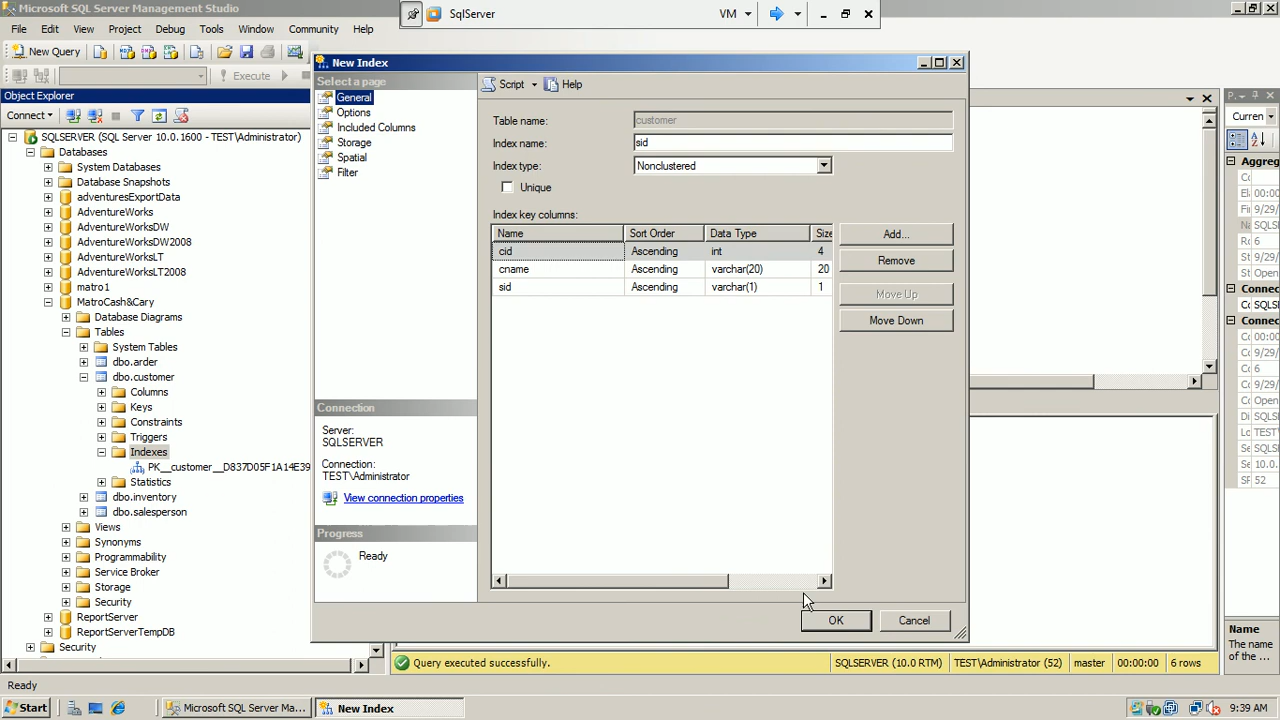 Microsoft SQL Server Management Studio
SqlServer
VM
File Edit View Project Debug Tools Window Community Help
New Query
Execute
Object Explorer
Connect
SQLSERVER (SQL Server 10.0.1600 - TEST\Administrator)
Databases
System Databases
Database Snapshots
adventuresExportData
AdventureWorks
AdventureWorksDW
AdventureWorksDW2008
AdventureWorksLT
AdventureWorksLT2008
matro1
MatroCash&Cary
Database Diagrams
Tables
System Tables
dbo.arder
dbo.customer
Columns
Keys
Constraints
Triggers
Indexes
PK__customer__D837D05F1A14E39
Statistics
dbo.inventory
dbo.salesperson
Views
Synonyms
Programmability
Service Broker
Storage
Security
ReportServer
ReportServerTempDB
Security
New Index
Select a page
General
Options
Included Columns
Storage
Spatial
Filter
Connection
Server:
SQLSERVER
Connection:
TEST\Administrator
View connection properties
Progress
Ready
Script Help
Table name: customer
Index name: sid
Index type: Nonclustered
Unique
Index key columns:
Name Sort Order Data Type Size
cid Ascending int 4
cname Ascending varchar(20) 20
sid Ascending varchar(1) 1
Add...
Remove
Move Up
Move Down
OK Cancel
P..
Curren
Aggreg
Connec
Connec
Name
The name
of the ...
Query executed successfully. SQLSERVER (10.0 RTM) TEST\Administrator (52) master 00:00:00 6 rows
Ready
Start Microsoft SQL Server Ma... New Index 9:39 AM